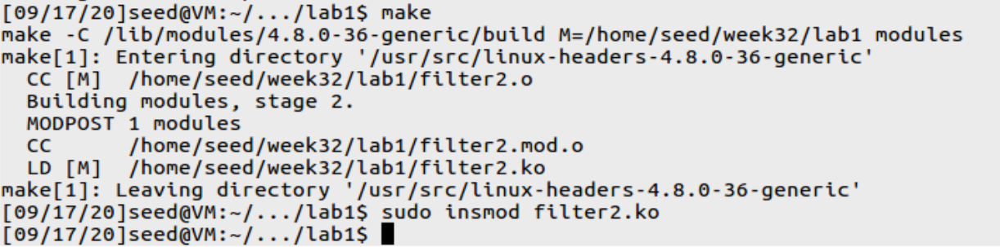 [09/17/20]seed@VM:~/.../lab1$ make
make -C /lib/modules/4.8.0-36-generic/build M=/home/seed/week32/lab1 modules
make[1]: Entering directory '/usr/src/linux-headers-4.8.0-36-generic'
  CC [M]  /home/seed/week32/lab1/filter2.o
  Building modules, stage 2.
  MODPOST 1 modules
  CC      /home/seed/week32/lab1/filter2.mod.o
  LD [M]  /home/seed/week32/lab1/filter2.ko
make[1]: Leaving directory '/usr/src/linux-headers-4.8.0-36-generic'
[09/17/20]seed@VM:~/.../lab1$ sudo insmod filter2.ko
[09/17/20]seed@VM:~/.../lab1$